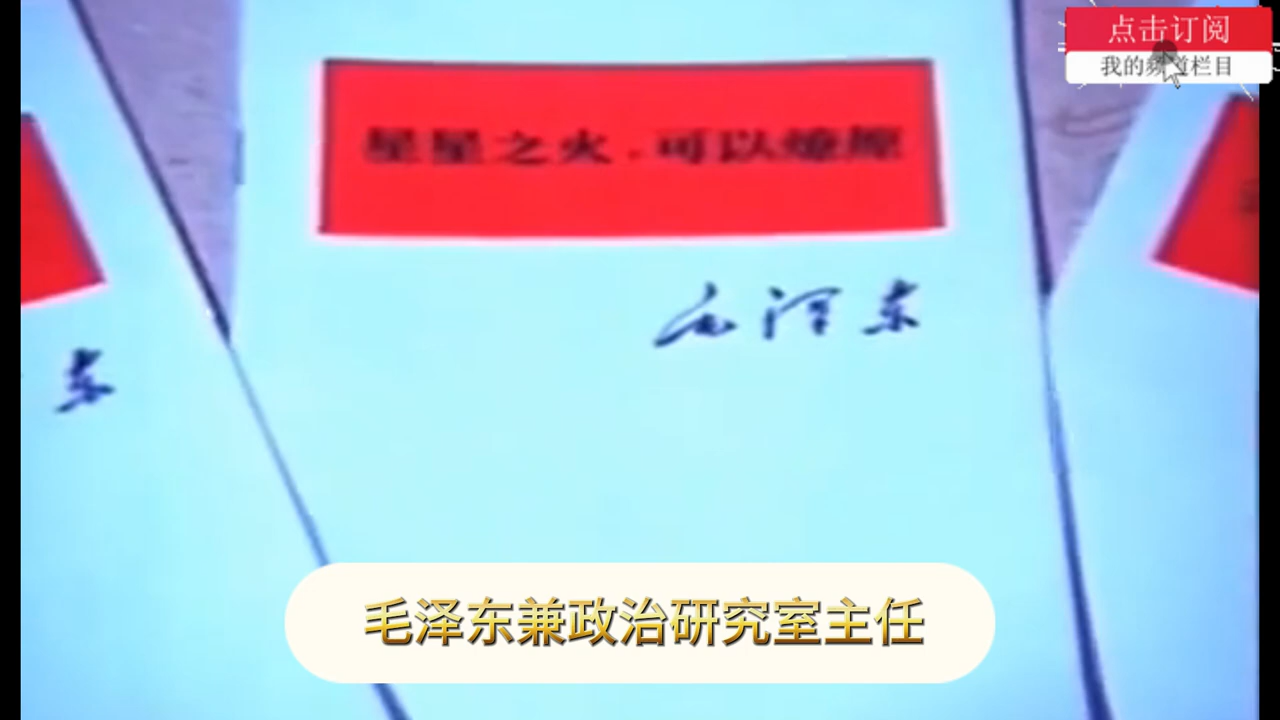 点击订阅
我的频道栏目
星星之火，可以燎原
毛泽东
东
毛泽东兼政治研究室主任